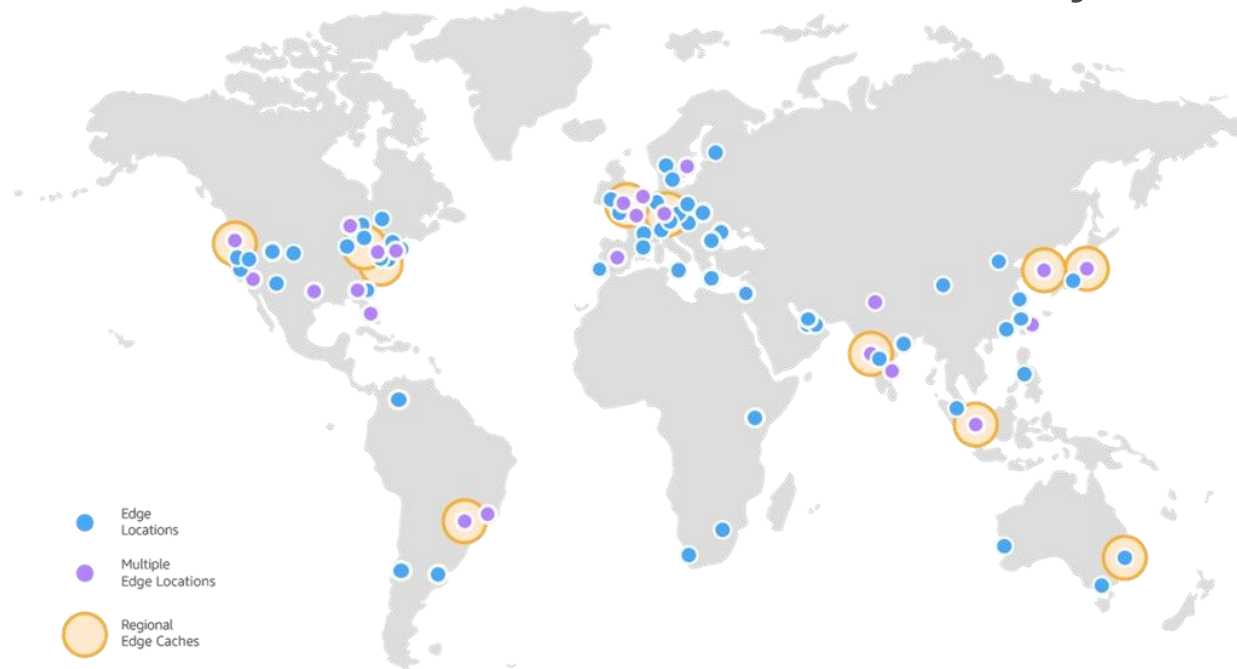 Edge
Locations
Multiple
Edge Locations
Regional
Edge Caches